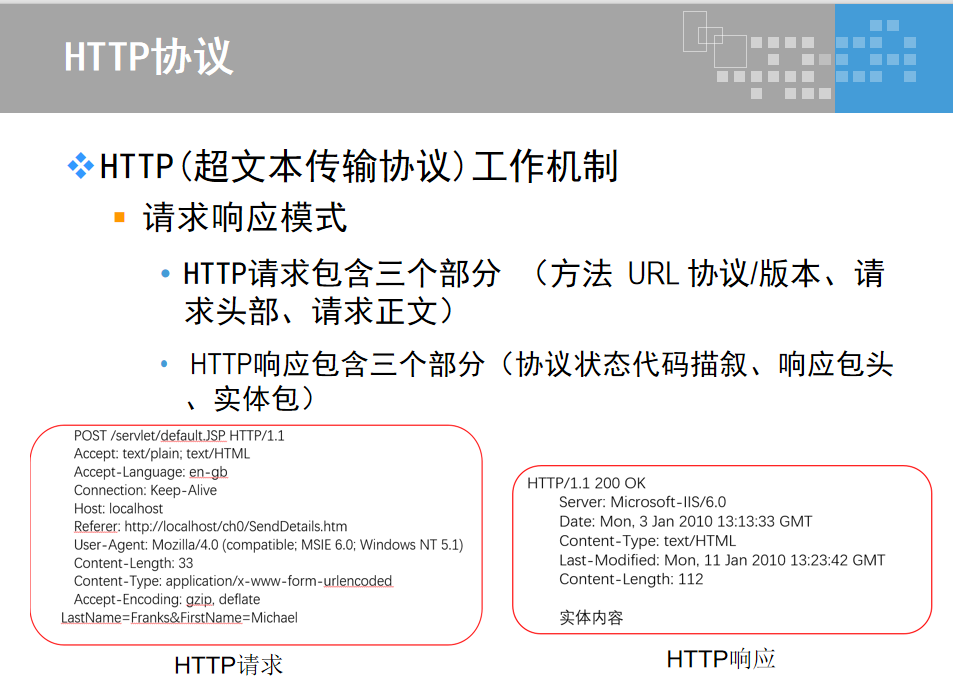 HTTP协议
HTTP(超文本传输协议)工作机制
请求响应模式
HTTP请求包含三个部分 （方法 URL 协议/版本、请
求头部、请求正文）
HTTP响应包含三个部分（协议状态代码描叙、响应包头
、实体包）
POST /servlet/default.JSP HTTP/1.1
Accept: text/plain; text/HTML
Accept-Language: en-gb
Connection: Keep-Alive
Host: localhost
Referer: http://localhost/ch0/SendDetails.htm
User-Agent: Mozilla/4.0 (compatible; MSIE 6.0; Windows NT 5.1)
Content-Length: 33
Content-Type: application/x-www-form-urlencoded
Accept-Encoding: gzip, deflate
LastName=Franks&FirstName=Michael
HTTP请求
HTTP/1.1 200 OK
Server: Microsoft-IIS/6.0
Date: Mon, 3 Jan 2010 13:13:33 GMT
Content-Type: text/HTML
Last-Modified: Mon, 11 Jan 2010 13:23:42 GMT
Content-Length: 112
实体内容
HTTP响应